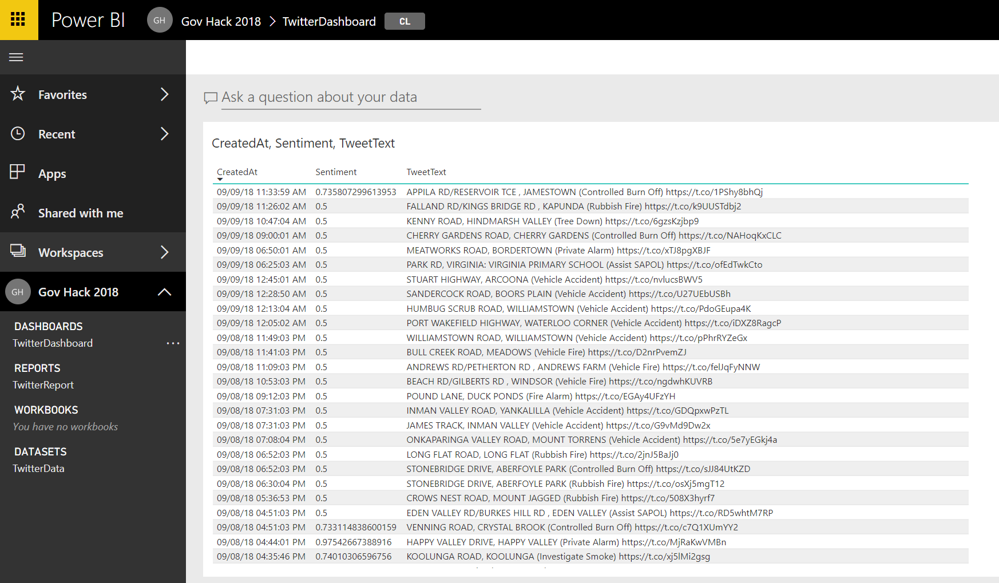 Power BI GH Gov Hack 2018 > TwitterDashboard CL
Favorites
Recent
Apps
Shared with me
Workspaces
GH Gov Hack 2018
DASHBOARDS
TwitterDashboard ...
REPORTS
TwitterReport
WORKBOOKS
You have no workbooks
DATASETS
TwitterData
Ask a question about your data
CreatedAt, Sentiment, TweetText
CreatedAt Sentiment TweetText
09/09/18 11:33:59 AM 0.735807299613953 APPILA RD/RESERVOIR TCE , JAMESTOWN (Controlled Burn Off) https://t.co/1PShy8bhQj
09/09/18 11:26:02 AM 0.5 FALLAND RD/KINGS BRIDGE RD , KAPUNDA (Rubbish Fire) https://t.co/k9UUSTdbj2
09/09/18 10:47:04 AM 0.5 KENNY ROAD, HINDMARSH VALLEY (Tree Down) https://t.co/6gzsKzjbp9
09/09/18 09:00:01 AM 0.5 CHERRY GARDENS ROAD, CHERRY GARDENS (Controlled Burn Off) https://t.co/NAHoqKxCLC
09/09/18 06:50:01 AM 0.5 MEATWORKS ROAD, BORDERTOWN (Private Alarm) https://t.co/xTJ8pgXBJF
09/09/18 06:25:03 AM 0.5 PARK RD, VIRGINIA: VIRGINIA PRIMARY SCHOOL (Assist SAPOL) https://t.co/ofEdTwkCto
09/09/18 12:45:01 AM 0.5 STUART HIGHWAY, ARCOONA (Vehicle Accident) https://t.co/nvlucsBWV5
09/09/18 12:28:50 AM 0.5 SANDERCOCK ROAD, BOORS PLAIN (Vehicle Accident) https://t.co/U27UEbUSBh
09/09/18 12:13:04 AM 0.5 HUMBUG SCRUB ROAD, WILLIAMSTOWN (Vehicle Accident) https://t.co/PdoGEupa4K
09/09/18 12:05:02 AM 0.5 PORT WAKEFIELD HIGHWAY, WATERLOO CORNER (Vehicle Accident) https://t.co/iDXZ8RagcP
09/08/18 11:49:03 PM 0.5 WILLIAMSTOWN ROAD, WILLIAMSTOWN (Vehicle Accident) https://t.co/pPhrRYZeGx
09/08/18 11:41:03 PM 0.5 BULL CREEK ROAD, MEADOWS (Vehicle Fire) https://t.co/D2nrPvemZJ
09/08/18 11:09:03 PM 0.5 ANDREWS RD/PETHERTON RD , ANDREWS FARM (Vehicle Fire) https://t.co/felJqFyNNW
09/08/18 10:53:03 PM 0.5 BEACH RD/GILBERTS RD , WINDSOR (Vehicle Fire) https://t.co/ngdwhKUVRB
09/08/18 09:12:03 PM 0.5 POUND LANE, DUCK PONDS (Fire Alarm) https://t.co/EGAy4UFzYH
09/08/18 07:31:03 PM 0.5 INMAN VALLEY ROAD, YANKALILLA (Vehicle Accident) https://t.co/GDQpxwPzTL
09/08/18 07:31:03 PM 0.5 JAMES TRACK, INMAN VALLEY (Vehicle Accident) https://t.co/G9vMd9Dw2x
09/08/18 07:08:04 PM 0.5 ONKAPARINGA VALLEY ROAD, MOUNT TORRENS (Vehicle Accident) https://t.co/5e7yEGkj4a
09/08/18 06:52:03 PM 0.5 LONG FLAT ROAD, LONG FLAT (Rubbish Fire) https://t.co/2jnJ5BaJj0
09/08/18 06:52:03 PM 0.5 STONEBRIDGE DRIVE, ABERFOYLE PARK (Controlled Burn Off) https://t.co/sJJ84UtKZD
09/08/18 06:30:04 PM 0.5 STONEBRIDGE DRIVE, ABERFOYLE PARK (Rubbish Fire) https://t.co/osXj5mgT12
09/08/18 05:36:53 PM 0.5 CROWS NEST ROAD, MOUNT JAGGED (Rubbish Fire) https://t.co/508X3hyrf7
09/08/18 04:51:03 PM 0.5 EDEN VALLEY RD/BURKES HILL RD , EDEN VALLEY (Assist SAPOL) https://t.co/RD5whtM7RP
09/08/18 04:51:03 PM 0.733114838600159 VENNING ROAD, CRYSTAL BROOK (Controlled Burn Off) https://t.co/c7Q1XUmYY2
09/08/18 04:44:01 PM 0.97542667388916 HAPPY VALLEY DRIVE, HAPPY VALLEY (Private Alarm) https://t.co/MjRaKwVMBn
09/08/18 04:35:46 PM 0.74010306596756 KOOLUNGA ROAD, KOOLUNGA (Investigate Smoke) https://t.co/xj5lMi2gsg